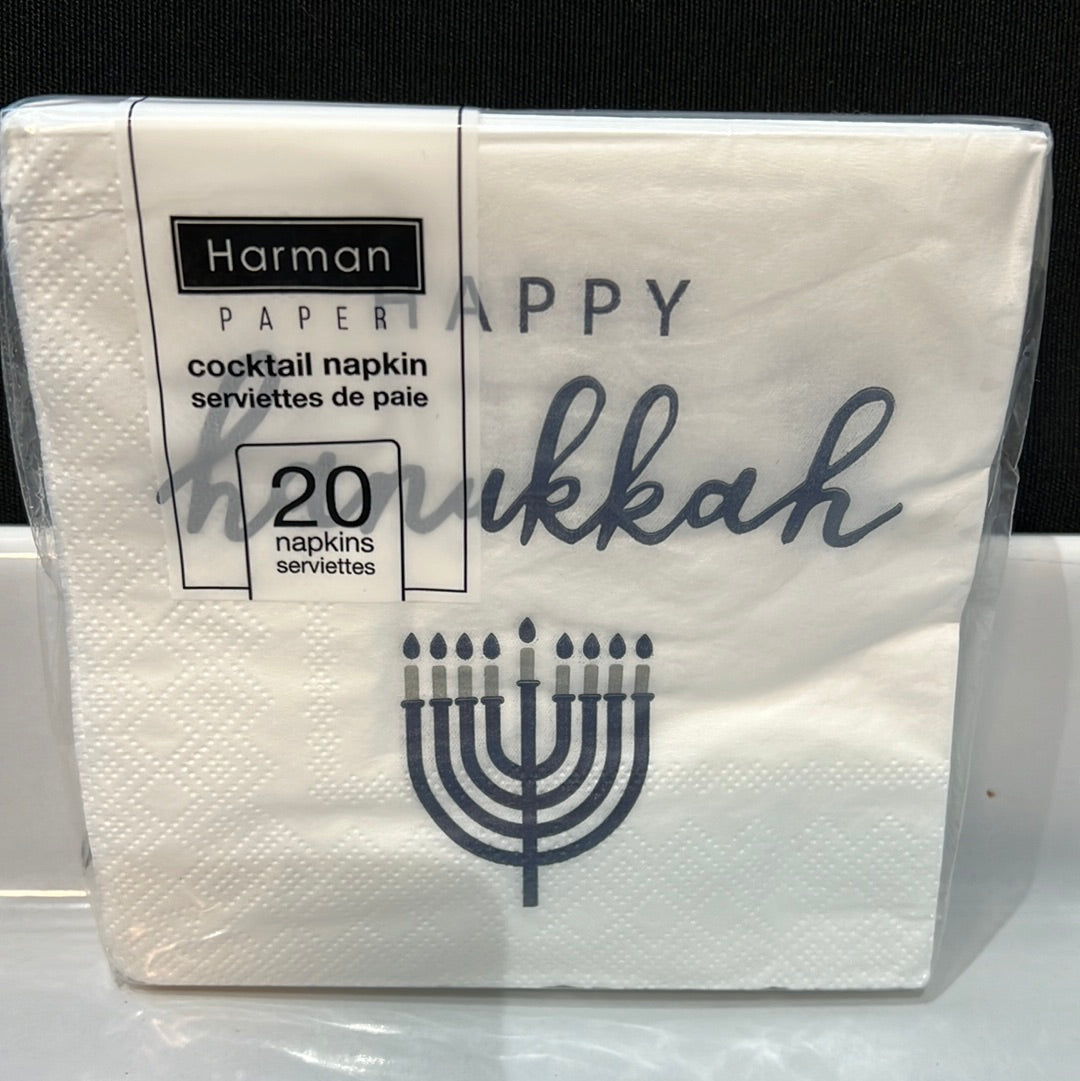 Harman
PAPER
HAPPY
cocktail napkin
serviettes de paie
hanukkah
20
napkins
serviettes